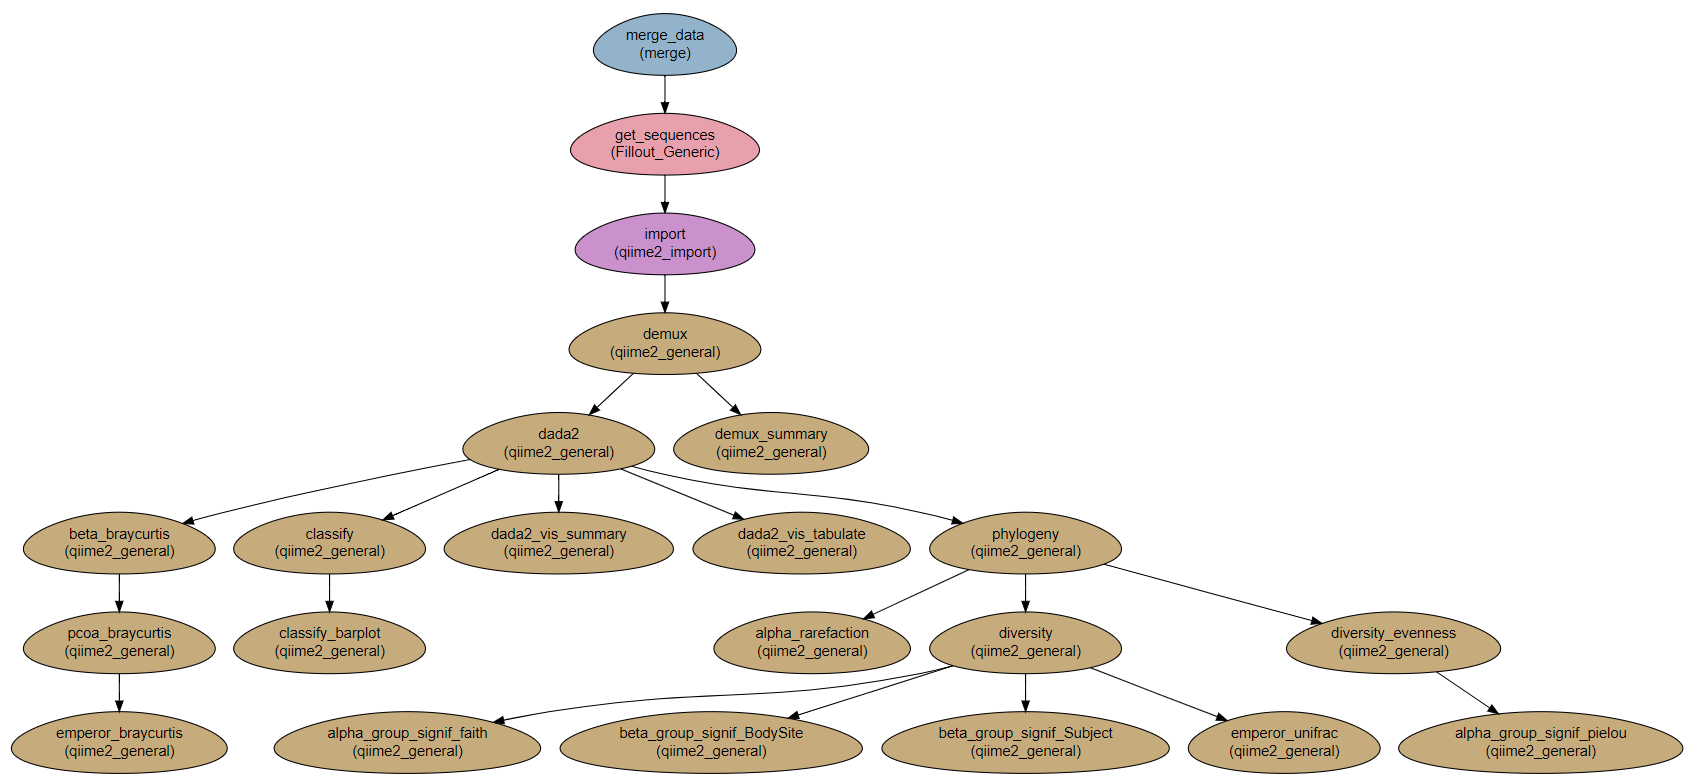 merge_data
(merge)
get_sequences
(Fillout_Generic)
import
(qiime2_import)
demux
(qiime2_general)
dada2
(qiime2_general)
demux_summary
(qiime2_general)
beta_braycurtis
(qiime2_general)
classify
(qiime2_general)
dada2_vis_summary
(qiime2_general)
dada2_vis_tabulate
(qiime2_general)
phylogeny
(qiime2_general)
pcoa_braycurtis
(qiime2_general)
classify_barplot
(qiime2_general)
alpha_rarefaction
(qiime2_general)
diversity
(qiime2_general)
diversity_evenness
(qiime2_general)
emperor_braycurtis
(qiime2_general)
alpha_group_signif_faith
(qiime2_general)
beta_group_signif_BodySite
(qiime2_general)
beta_group_signif_Subject
(qiime2_general)
emperor_unifrac
(qiime2_general)
alpha_group_signif_pielou
(qiime2_general)